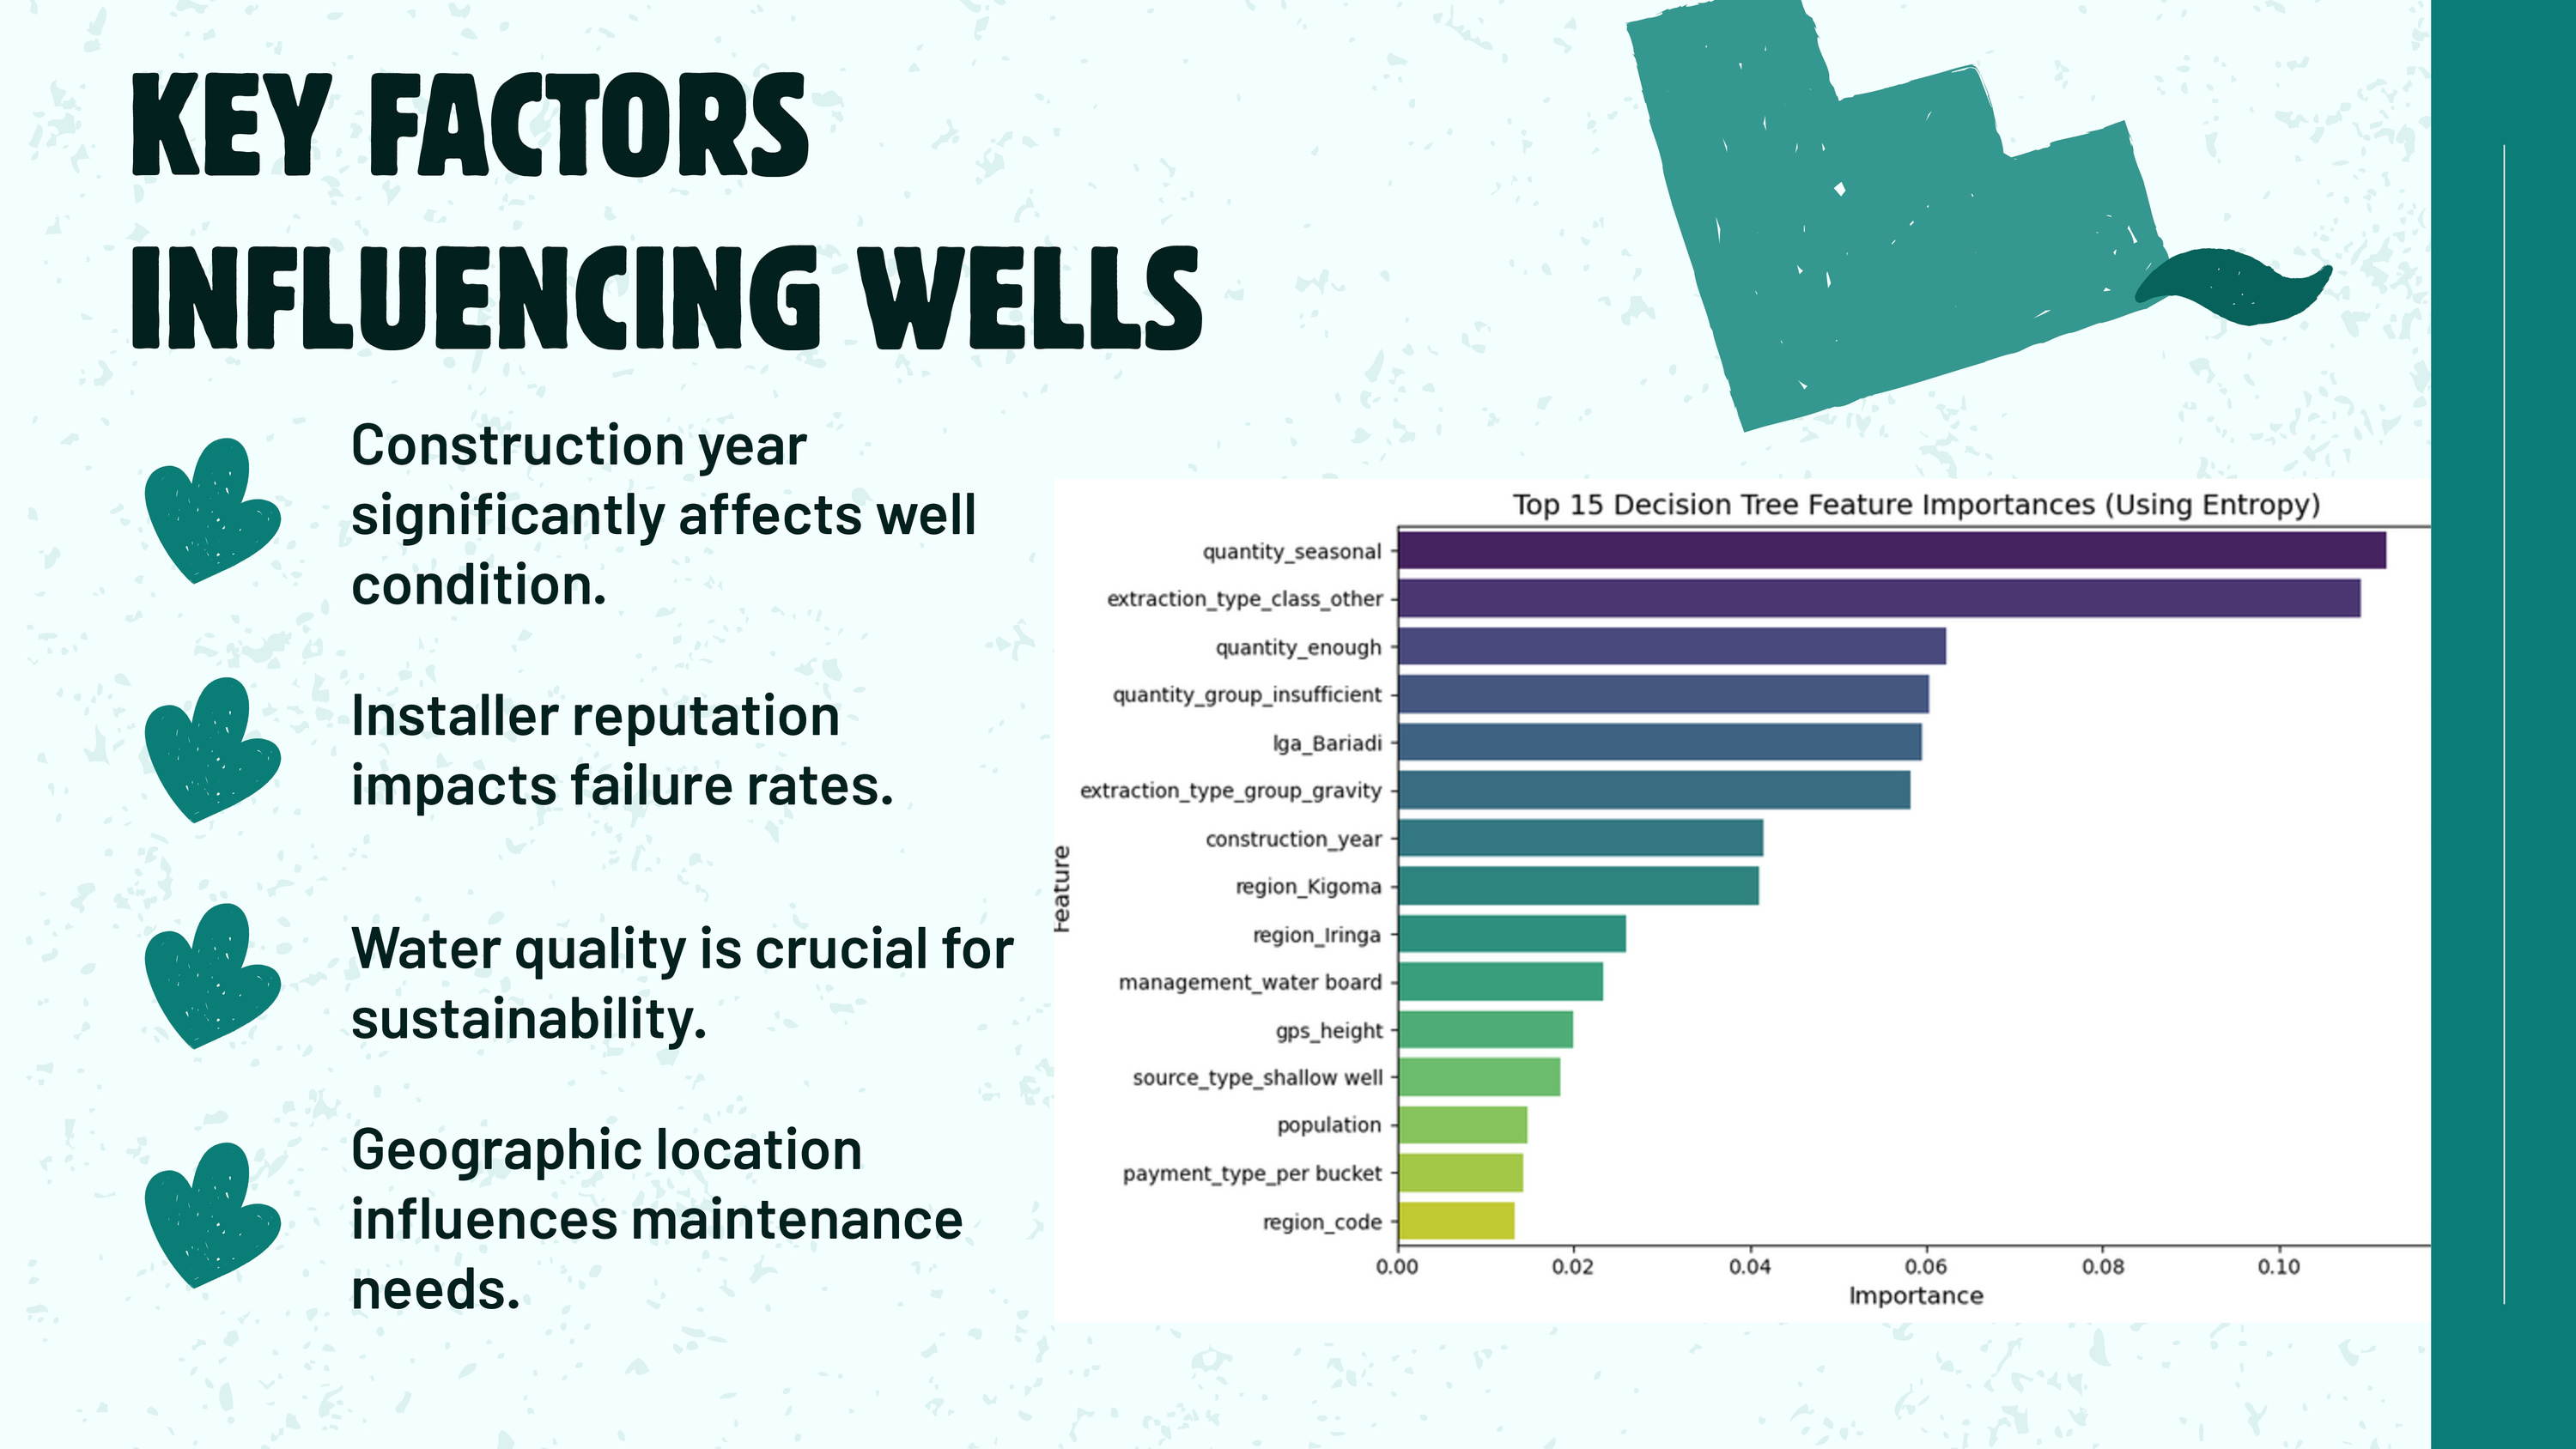 KEY FACTORS
INFLUENCING WELLS
Construction year
significantly affects well
condition.
Installer reputation
impacts failure rates.
Water quality is crucial for
sustainability.
Geographic location
influences maintenance
needs.
Top 15 Decision Tree Feature Importances (Using Entropy)
quantity_seasonal
extraction_type_class_other
quantity_enough
quantity_group_insufficient
lga_Bariadi
extraction_type_group_gravity
construction_year
region_Kigoma
region_Iringa
management_water board
gps_height
source_type_shallow well
population
payment_type_per bucket
region_code
Feature
0.00 0.02 0.04 0.06 0.08 0.10
Importance